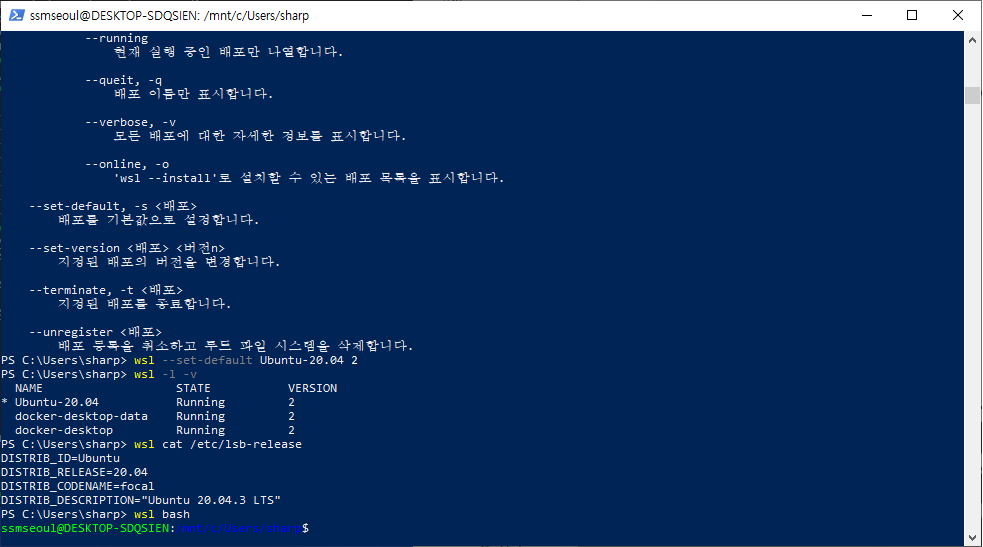 ssmseoul@DESKTOP-SDQSIEN: /mnt/c/Users/sharp
--running
현재 실행 중인 배포만 나열합니다.
--queit, -q
배포 이름만 표시합니다.
--verbose, -v
모든 배포에 대한 자세한 정보를 표시합니다.
--online, -o
'wsl --install'로 설치할 수 있는 배포 목록을 표시합니다.
--set-default, -s <배포>
배포를 기본값으로 설정합니다.
--set-version <배포> <버전n>
지정된 배포의 버전을 변경합니다.
--terminate, -t <배포>
지정된 배포를 종료합니다.
--unregister <배포>
배포 등록을 취소하고 루트 파일 시스템을 삭제합니다.
PS C:\Users\sharp> wsl --set-default Ubuntu-20.04 2
PS C:\Users\sharp> wsl -l -v
NAME STATE VERSION
* Ubuntu-20.04 Running 2
docker-desktop-data Running 2
docker-desktop Running 2
PS C:\Users\sharp> wsl cat /etc/lsb-release
DISTRIB_ID=Ubuntu
DISTRIB_RELEASE=20.04
DISTRIB_CODENAME=focal
DISTRIB_DESCRIPTION="Ubuntu 20.04.3 LTS"
PS C:\Users\sharp> wsl bash
ssmseoul@DESKTOP-SDQSIEN:/mnt/c/Users/sharp$